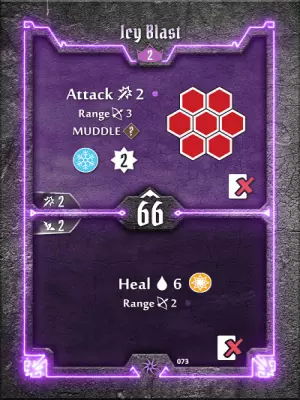 Icy Blast
2
Attack 2
Range 3
MUDDLE ?
2
2
66
2
Heal 6
Range 2
073